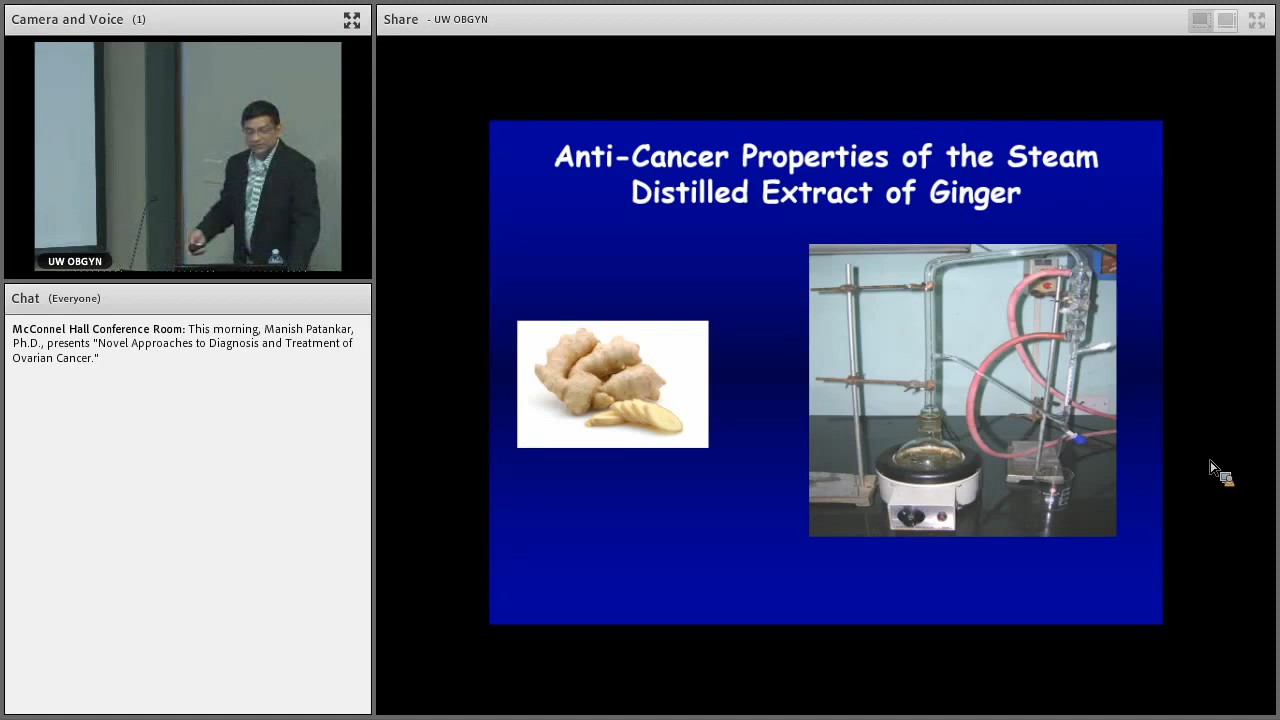 Camera and Voice (1)
Share - UW OBGYN
UW OBGYN
Chat (Everyone)
McConnel Hall Conference Room: This morning, Manish Patankar,
Ph.D., presents "Novel Approaches to Diagnosis and Treatment of
Ovarian Cancer."
Anti-Cancer Properties of the Steam
Distilled Extract of Ginger